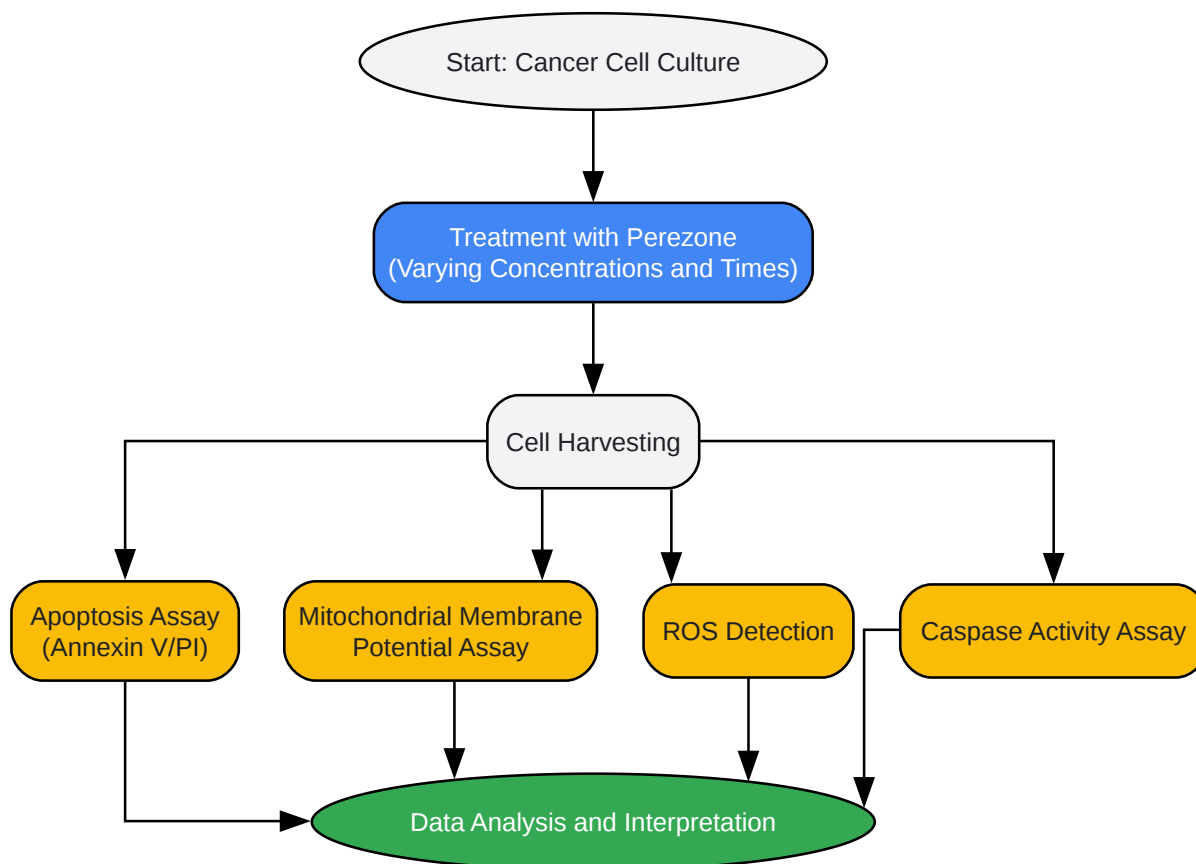 Start: Cancer Cell Culture
Treatment with Perezone
(Varying Concentrations and Times)
Cell Harvesting
Apoptosis Assay
(Annexin V/PI)
Mitochondrial Membrane
Potential Assay
ROS Detection
Caspase Activity Assay
Data Analysis and Interpretation